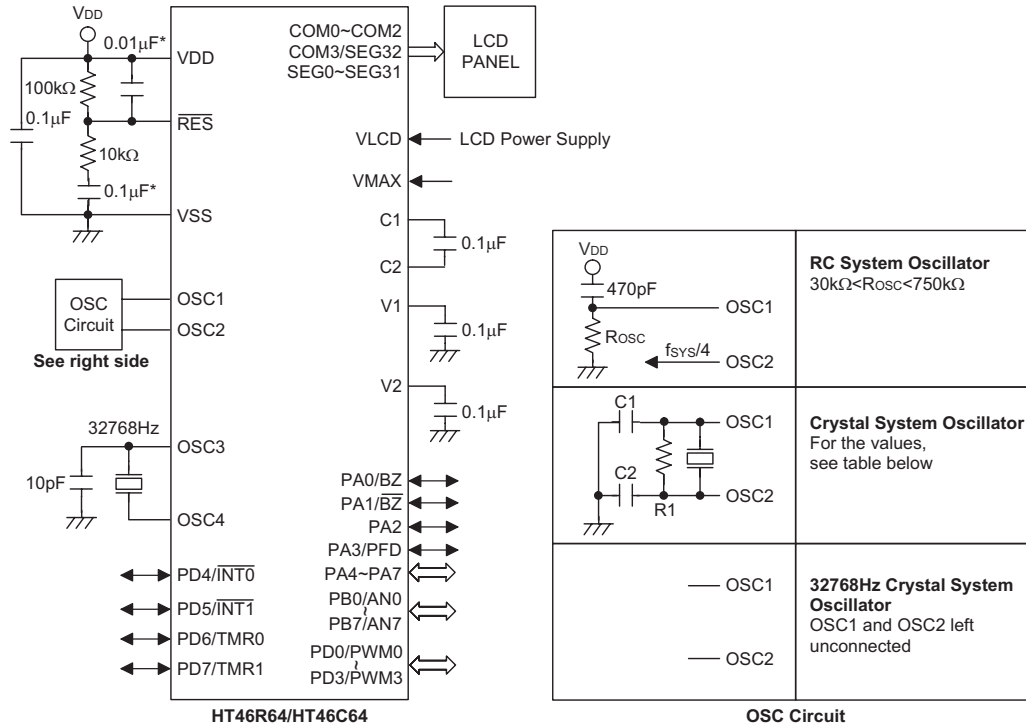 VDD
0.01μF*
VDD
100kΩ
0.1μF
RES
10kΩ
0.1μF*
VSS
OSC
Circuit
OSC1
OSC2
See right side
32768Hz
OSC3
10pF
OSC4
PD4/INT0
PD5/INT1
PD6/TMR0
PD7/TMR1
COM0~COM2
COM3/SEG32
SEG0~SEG31
LCD
PANEL
VLCD
LCD Power Supply
VMAX
C1
0.1μF
C2
V1
0.1μF
V2
0.1μF
PA0/BZ
PA1/BZ
PA2
PA3/PFD
PA4~PA7
PB0/AN0
~
PB7/AN7
PD0/PWM0
~
PD3/PWM3
HT46R64/HT46C64
VDD
470pF
OSC1
ROSC
fSYS/4
OSC2
RC System Oscillator
30kΩ<ROSC<750kΩ
C1
OSC1
C2
OSC2
R1
Crystal System Oscillator
For the values,
see table below
OSC1
OSC2
32768Hz Crystal System
Oscillator
OSC1 and OSC2 left
unconnected
OSC Circuit